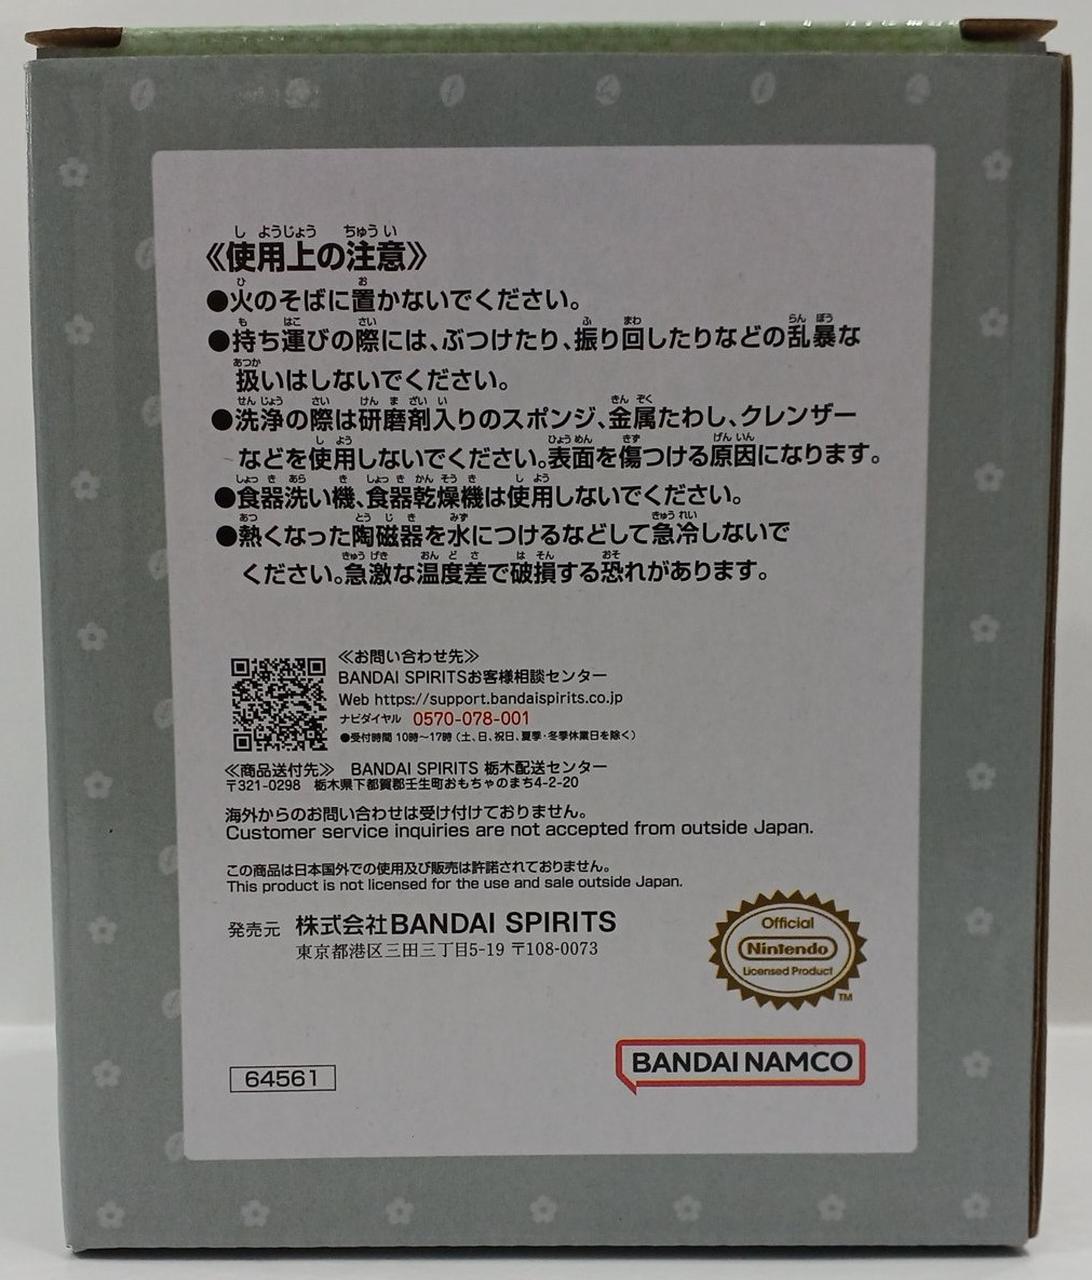 《使用上の注意》
●火のそばに置かないでください。
●持ち運びの際には、ぶつけたり、振り回したりなどの乱暴な
扱いはしないでください。
●洗浄の際は研磨剤入りのスポンジ、金属たわし、クレンザー
などを使用しないでください。表面を傷つける原因になります。
●食器洗い機、食器乾燥機は使用しないでください。
●熱くなった陶磁器を水につけるなどして急冷しないで
ください。急激な温度差で破損する恐れがあります。
≪お問い合わせ先≫
BANDAI SPIRITSお客様相談センター
Web https://support.bandaispirits.co.jp
ナビダイヤル 0570-078-001
●受付時間 10時～17時（土、日、祝日、夏季・冬季休業日を除く）
≪商品送付先≫ BANDAI SPIRITS 栃木配送センター
〒321-0298 栃木県下都賀郡壬生町おもちゃのまち4-2-20
海外からのお問い合わせは受け付けておりません。
Customer service inquiries are not accepted from outside Japan.
この商品は日本国外での使用及び販売は許諾されておりません。
This product is not licensed for the use and sale outside Japan.
発売元 株式会社BANDAI SPIRITS
東京都港区三田三丁目5-19 〒108-0073
Official
Nintendo
Licensed Product
TM
BANDAI NAMCO
64561